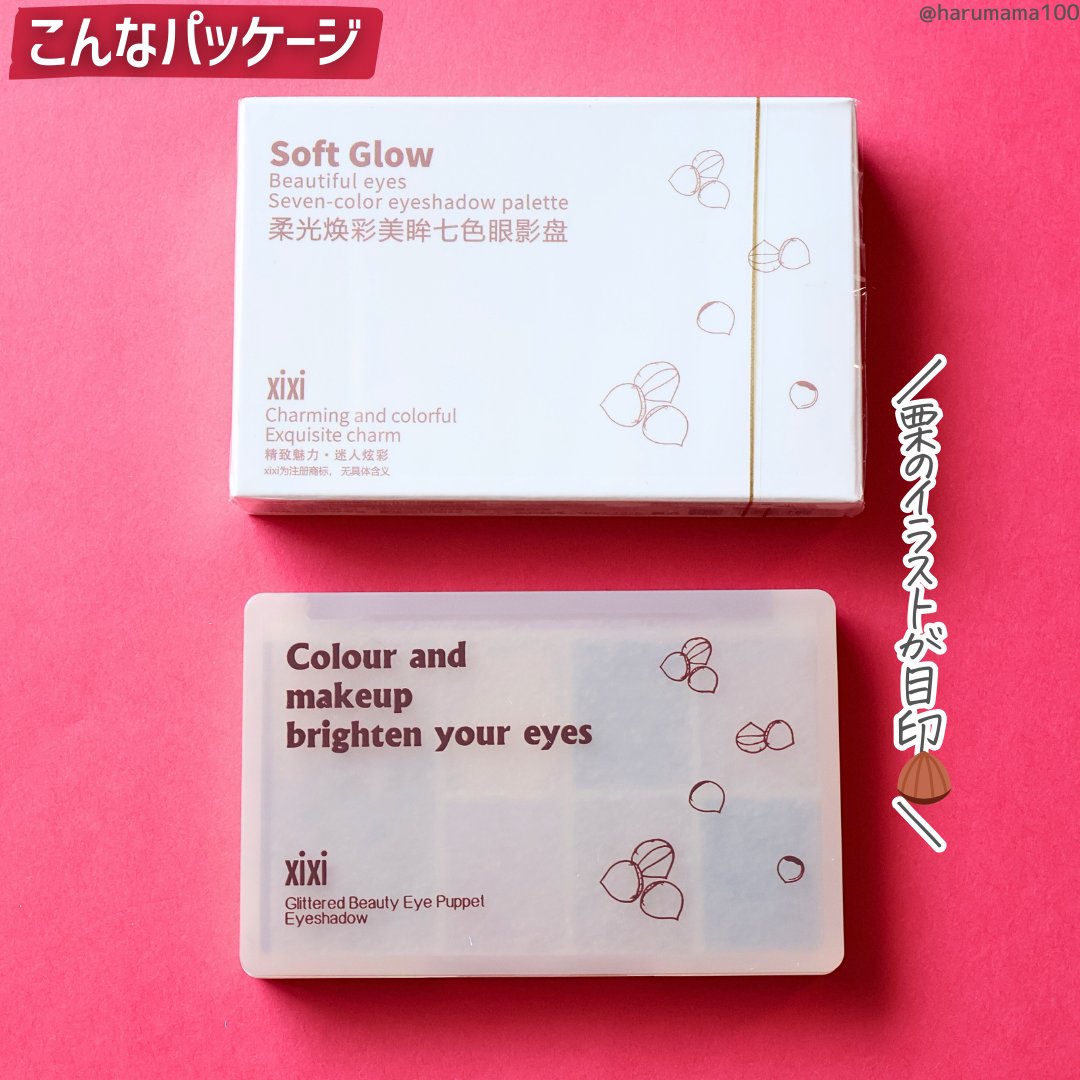 こんなパッケージ
@harumama100
Soft Glow
Beautiful eyes
Seven-color eyeshadow palette
柔光焕彩美眸七色眼影盘
xixi
Charming and colorful
Exquisite charm
精致魅力·迷人炫彩
xixi为注册商标，无具体含义
栗のイラストが目印
Colour and
makeup
brighten your eyes
xixi
Glittered Beauty Eye Puppet
Eyeshadow